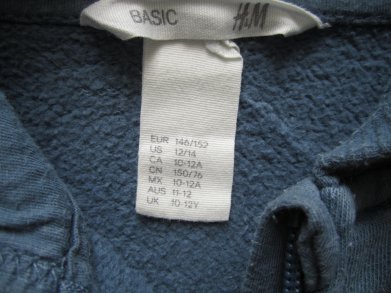 BASIC H&M
EUR 146/152
US 12/14
CA 10-12A
CN 150/76
MX 10-12A
AUS 11-12
UK 10-12Y